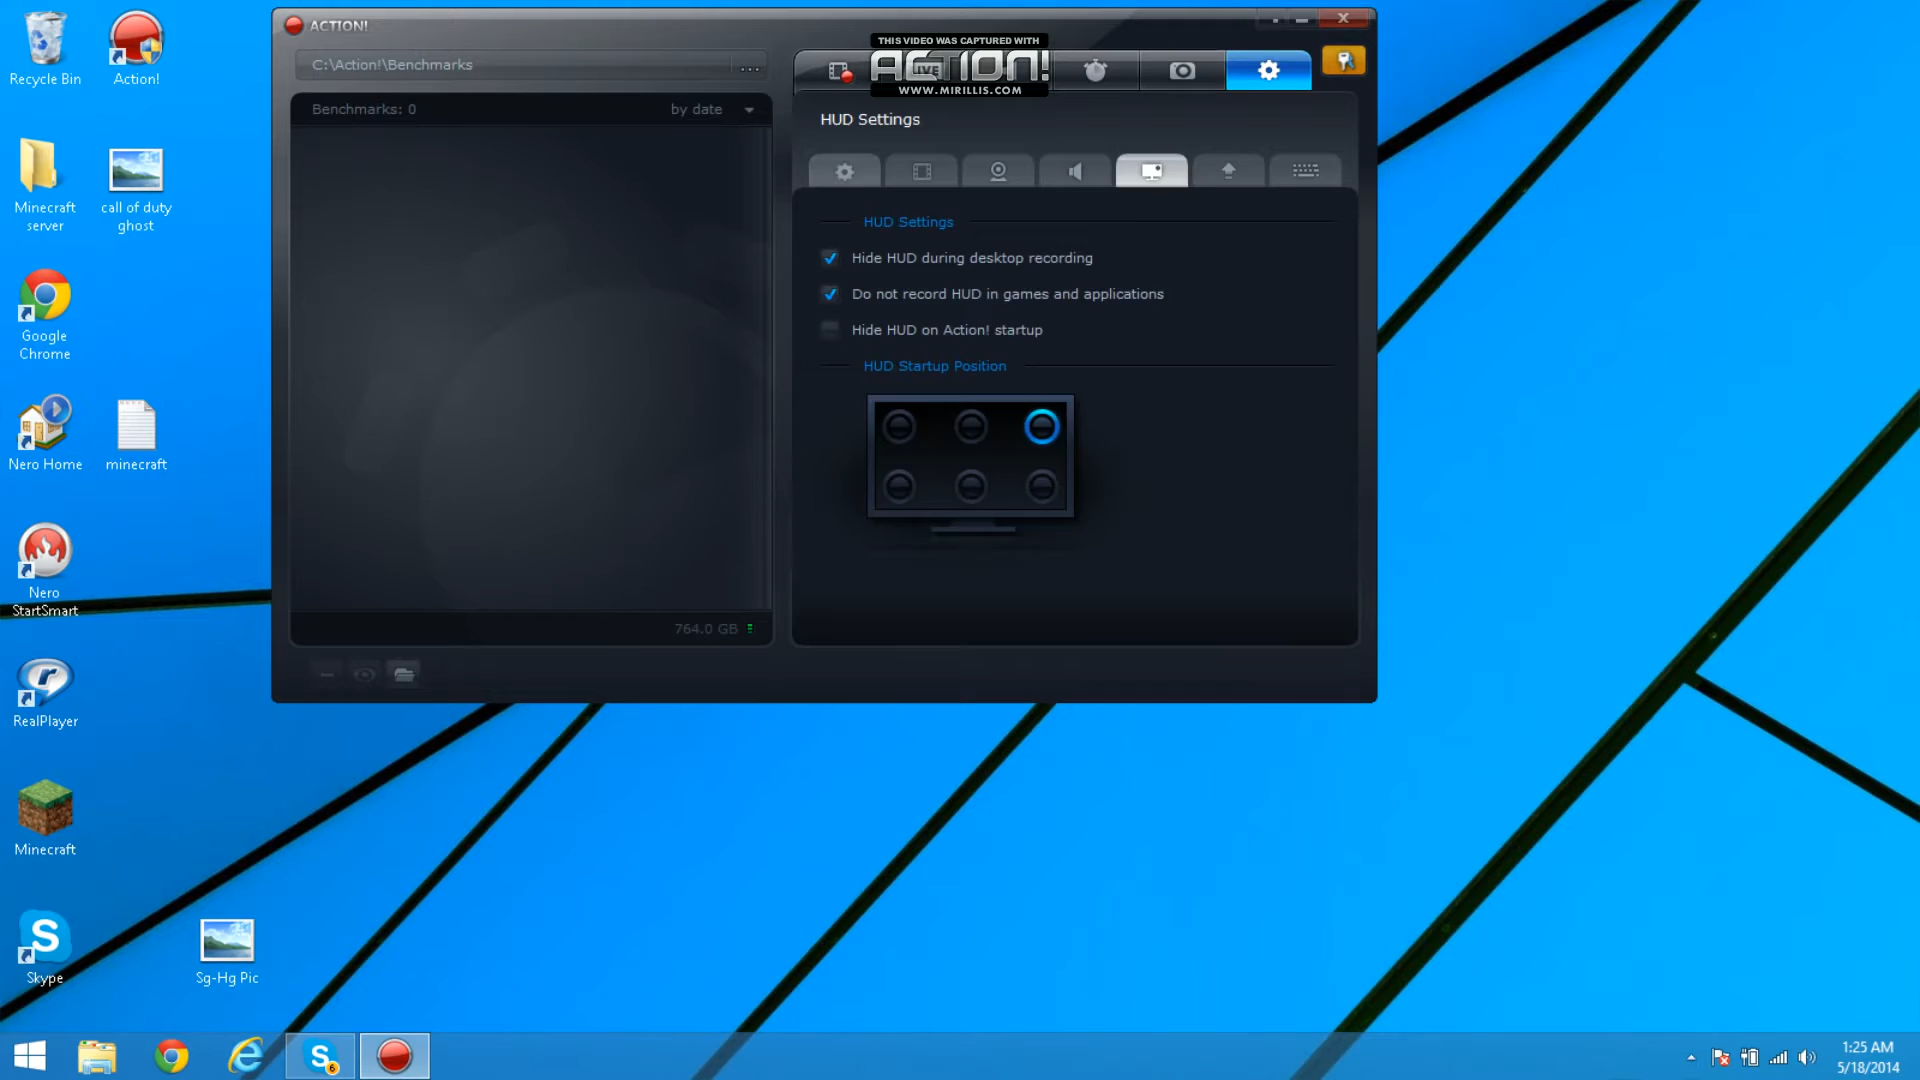 Recycle Bin
Action!
Minecraft
server
call of duty
ghost
Google
Chrome
Nero Home
minecraft
Nero
StartSmart
RealPlayer
Minecraft
Skype
Sg-Hg Pic
ACTION!
C:\Action!\Benchmarks
...
Benchmarks: 0
by date
764.0 GB
THIS VIDEO WAS CAPTURED WITH
ACTION!
WWW.MIRILLIS.COM
LIVE
HUD Settings
HUD Settings
Hide HUD during desktop recording
Do not record HUD in games and applications
Hide HUD on Action! startup
HUD Startup Position
6
1:25 AM
5/18/2014